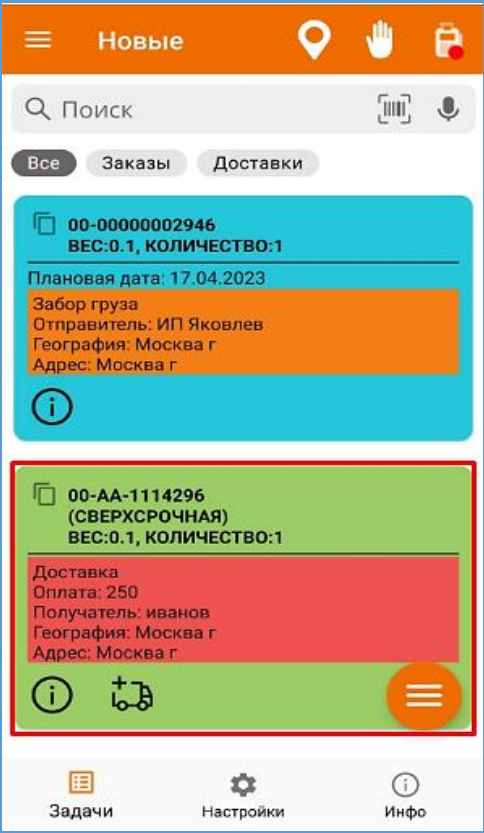 Новые
Поиск
Все Заказы Доставки
00-00000002946
ВЕС:0.1, КОЛИЧЕСТВО:1
Плановая дата: 17.04.2023
Забор груза
Отправитель: ИП Яковлев
География: Москва г
Адрес: Москва г
00-АА-1114296
(СВЕРХСРОЧНАЯ)
ВЕС:0.1, КОЛИЧЕСТВО:1
Доставка
Оплата: 250
Получатель: иванов
География: Москва г
Адрес: Москва г
Задачи Настройки Инфо